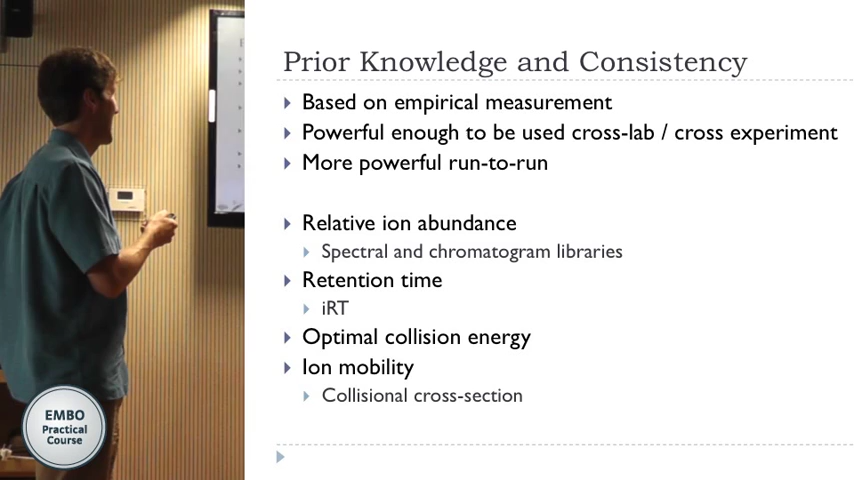 Prior Knowledge and Consistency
Based on empirical measurement
Powerful enough to be used cross-lab / cross experiment
More powerful run-to-run
Relative ion abundance
Spectral and chromatogram libraries
Retention time
iRT
Optimal collision energy
Ion mobility
Collisional cross-section
EMBO
Practical
Course